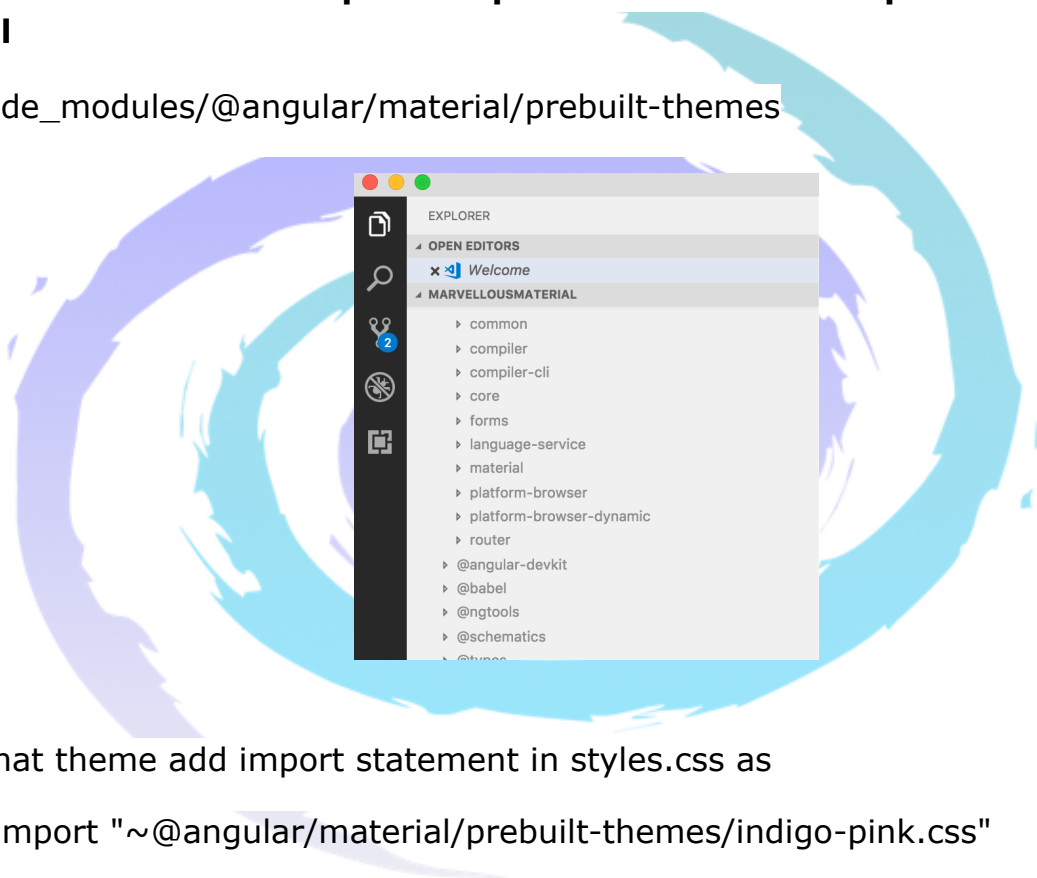 l
de_modules/@angular/material/prebuilt-themes
EXPLORER
OPEN EDITORS
Welcome
MARVELLOUSMATERIAL
common
compiler
compiler-cli
2
core
forms
language-service
material
platform-browser
platform-browser-dynamic
router
@angular-devkit
@babel
@ngtools
@schematics
@types
hat theme add import statement in styles.css as
import "~@angular/material/prebuilt-themes/indigo-pink.css"